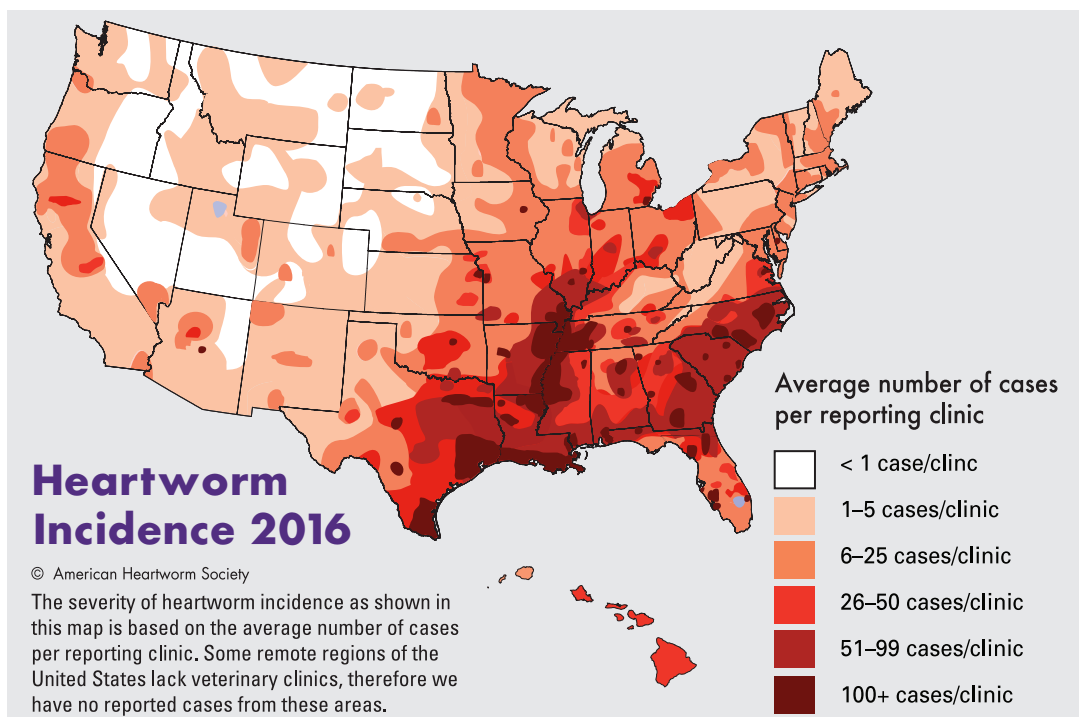 Heartworm
Incidence 2016
© American Heartworm Society
The severity of heartworm incidence as shown in
this map is based on the average number of cases
per reporting clinic. Some remote regions of the
United States lack veterinary clinics, therefore we
have no reported cases from these areas.
Average number of cases
per reporting clinic
< 1 case/clinc
1–5 cases/clinic
6–25 cases/clinic
26–50 cases/clinic
51–99 cases/clinic
100+ cases/clinic